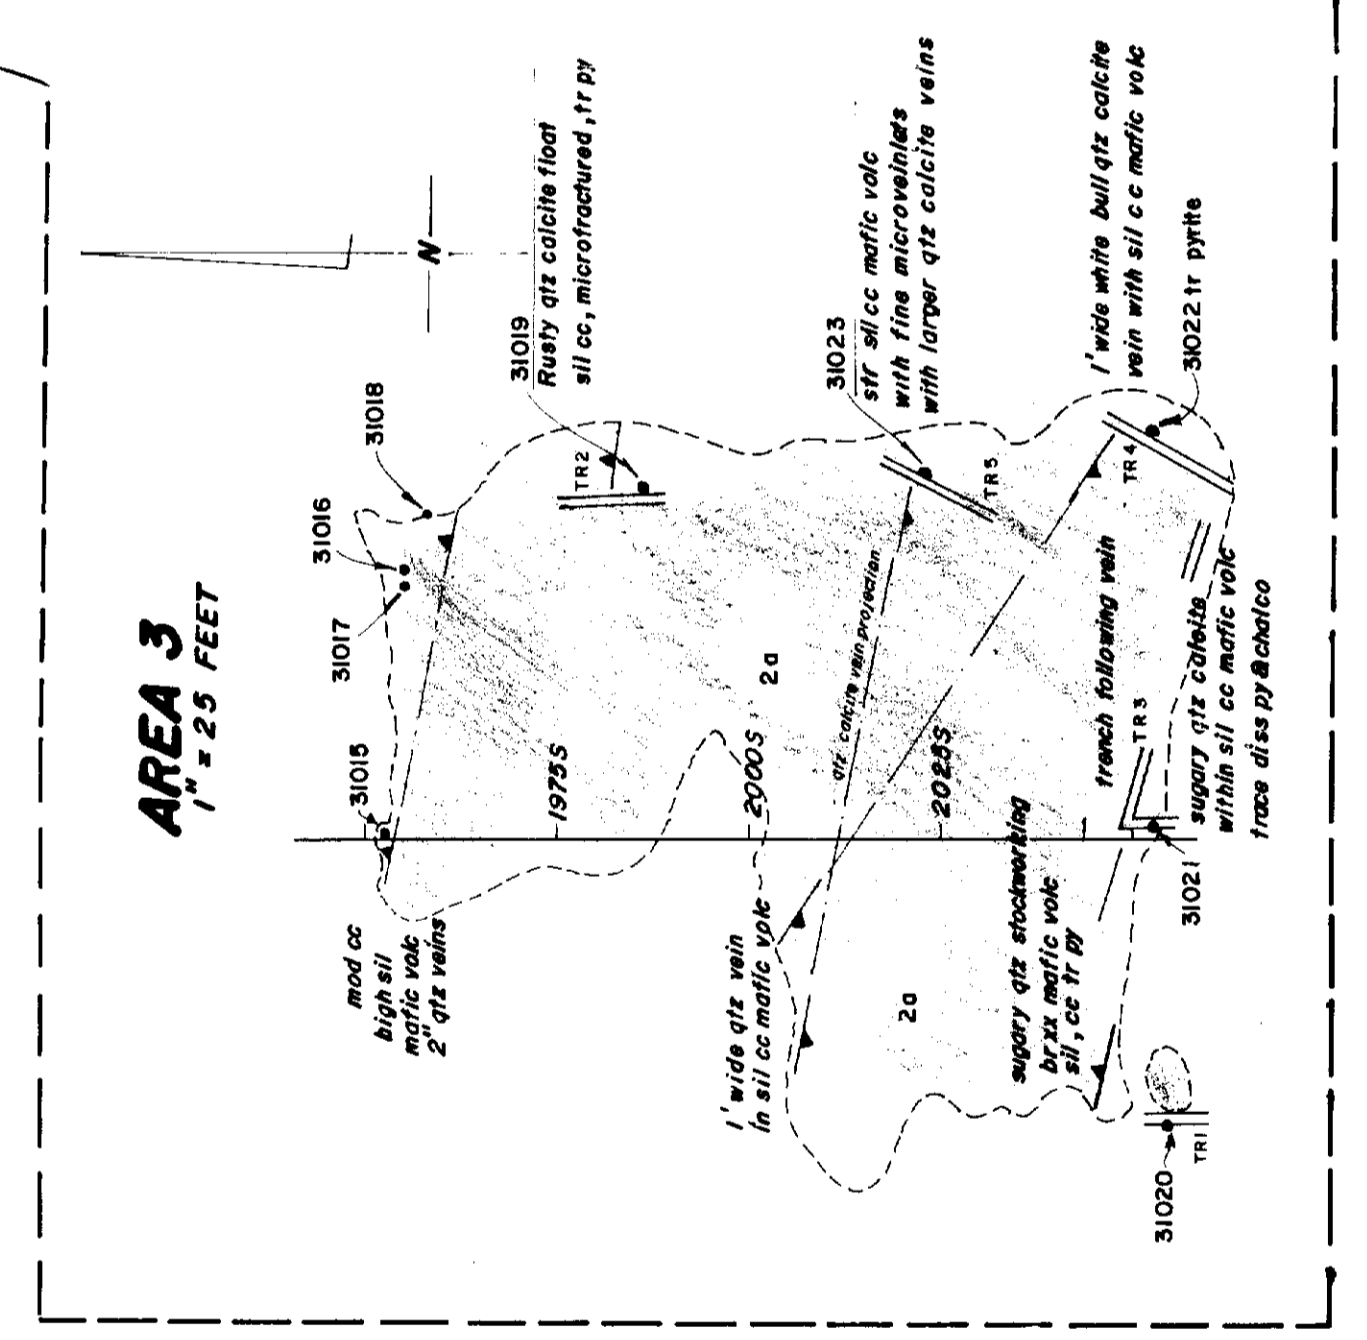 AREA 3
1" = 25 FEET
N
31015
31017
31016
31018
31019
Rusty qtz calcite float
sil cc, microfractured, tr py
TR2
mod cc
high sil
mafic volc
2" qtz veins
1975S
2000S
2a
31023
str sil cc mafic volc
with fine microveinlets
with larger qtz calcite veins
TR5
qtz calcite vein projection
2025S
1' wide qtz vein
in sil cc mafic volc
2a
1' wide white bull qtz calcite
vein with sil c c mafic volc
31022 tr pyrite
TR4
trench following vein
TR3
sugary qtz stockworking
br xx mafic volc
sil, cc tr py
sugary qtz calcite
within sil cc mafic volc
trace diss py & chalco
31021
31020
TR1